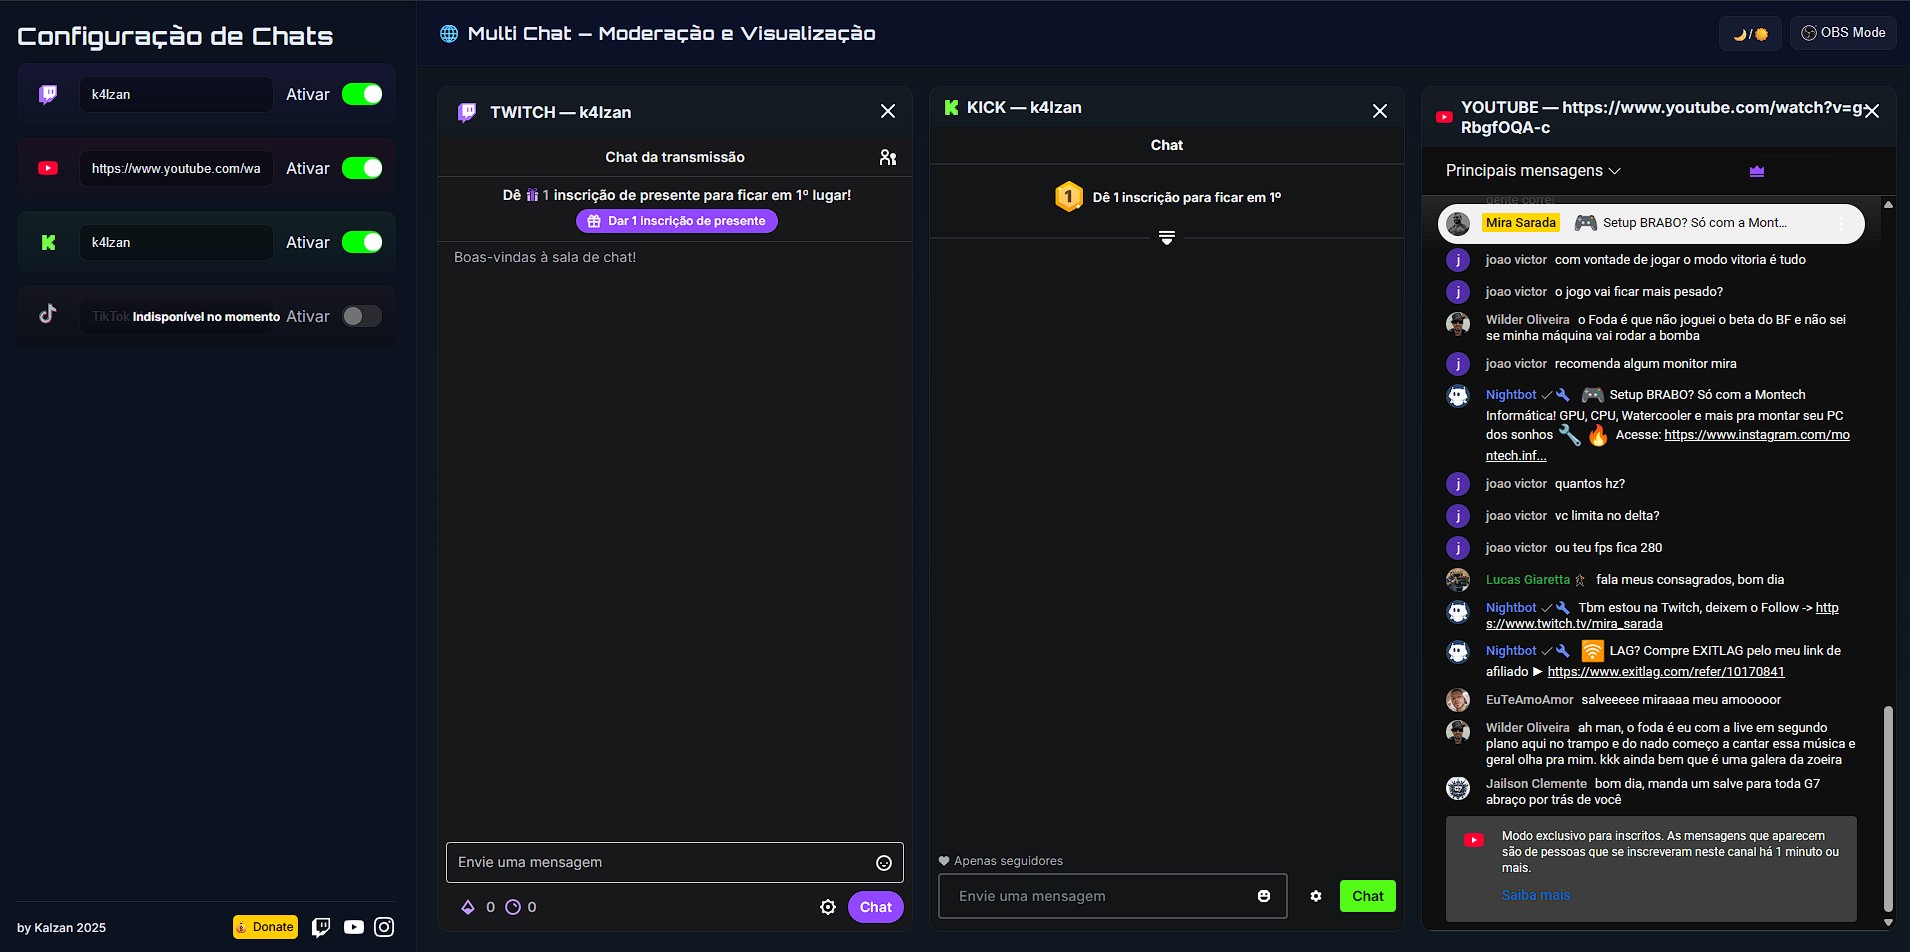 Configuração de Chats
k4lzan
Ativar
https://www.youtube.com/wa
Ativar
k4lzan
Ativar
TikTok Indisponível no momento
Ativar
by Kalzan 2025
Donate
Multi Chat – Moderação e Visualização
/
OBS Mode
TWITCH — k4lzan
Chat da transmissão
Dê 1 inscrição de presente para ficar em 1º lugar!
Dar 1 inscrição de presente
Boas-vindas à sala de chat!
Envie uma mensagem
0
0
Chat
KICK — k4lzan
Chat
1
Dê 1 inscrição para ficar em 1º
Apenas seguidores
Envie uma mensagem
Chat
YOUTUBE — https://www.youtube.com/watch?v=g-
RbgfOQA-c
Principais mensagens
gente corre!
Mira Sarada 🎮 Setup BRABO? Só com a Mont...
j joao victor com vontade de jogar o modo vitoria é tudo
j joao victor o jogo vai ficar mais pesado?
Wilder Oliveira o Foda é que não joguei o beta do BF e não sei
se minha máquina vai rodar a bomba
j joao victor recomenda algum monitor mira
Nightbot 🎮 Setup BRABO? Só com a Montech
Informática! GPU, CPU, Watercooler e mais pra montar seu PC
dos sonhos 🔧 🔥 Acesse: https://www.instagram.com/mo
ntech.inf...
j joao victor quantos hz?
j joao victor vc limita no delta?
j joao victor ou teu fps fica 280
Lucas Giaretta fala meus consagrados, bom dia
Nightbot Tbm estou na Twitch, deixem o Follow -> http
s://www.twitch.tv/mira_sarada
Nightbot 🛜 LAG? Compre EXITLAG pelo meu link de
afiliado ► https://www.exitlag.com/refer/10170841
EuTeAmoAmor salveeeee miraaaa meu amooooor
Wilder Oliveira ah man, o foda é eu com a live em segundo
plano aqui no trampo e do nado começo a cantar essa música e
geral olha pra mim. kkk ainda bem que é uma galera da zoeira
Jailson Clemente bom dia, manda um salve para toda G7
abraço por trás de você
Modo exclusivo para inscritos. As mensagens que aparecem
são de pessoas que se inscreveram neste canal há 1 minuto ou
mais.
Saiba mais